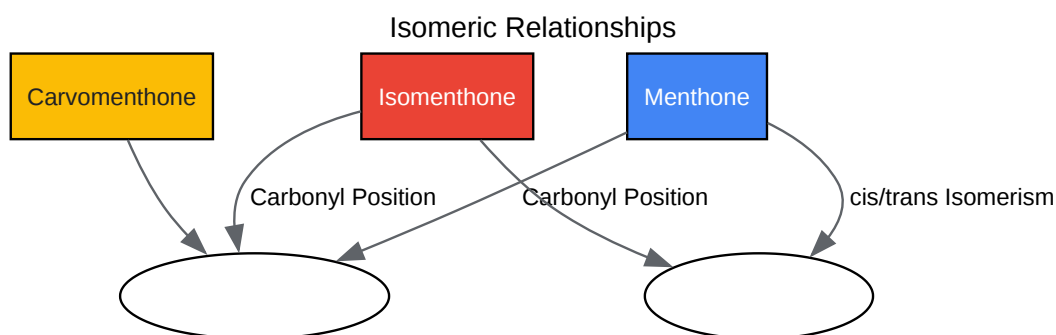 Isomeric Relationships
Carvomenthone
Isomenthone
Menthone
Carbonyl Position
Carbonyl Position
cis/trans Isomerism